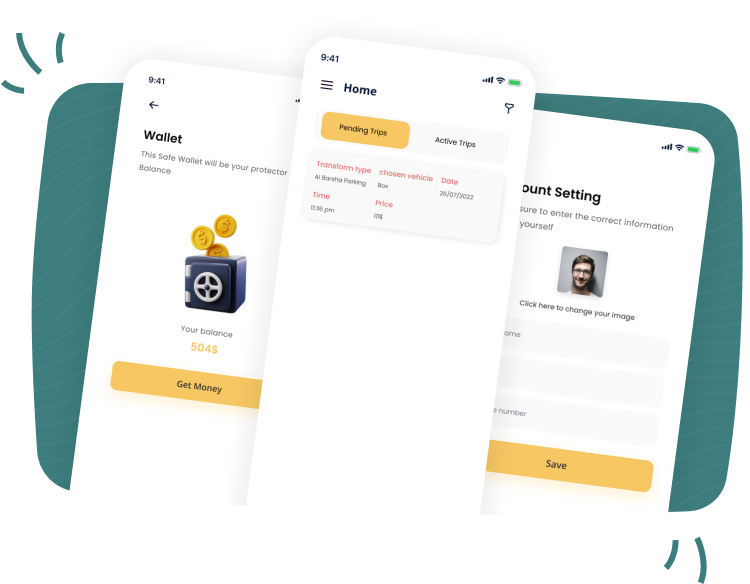 9:41
Wallet
This Safe Wallet will be your protector
Balance
Your balance
504$
Get Money
9:41
Home
Pending Trips
Active Trips
Transform type
chosen vehicle
Date
Al Barsha Parking
Box
26/07/2022
Time
Price
11:36 pm
10$
ount Setting
sure to enter the correct information
yourself
Click here to change your image
ame
number
Save